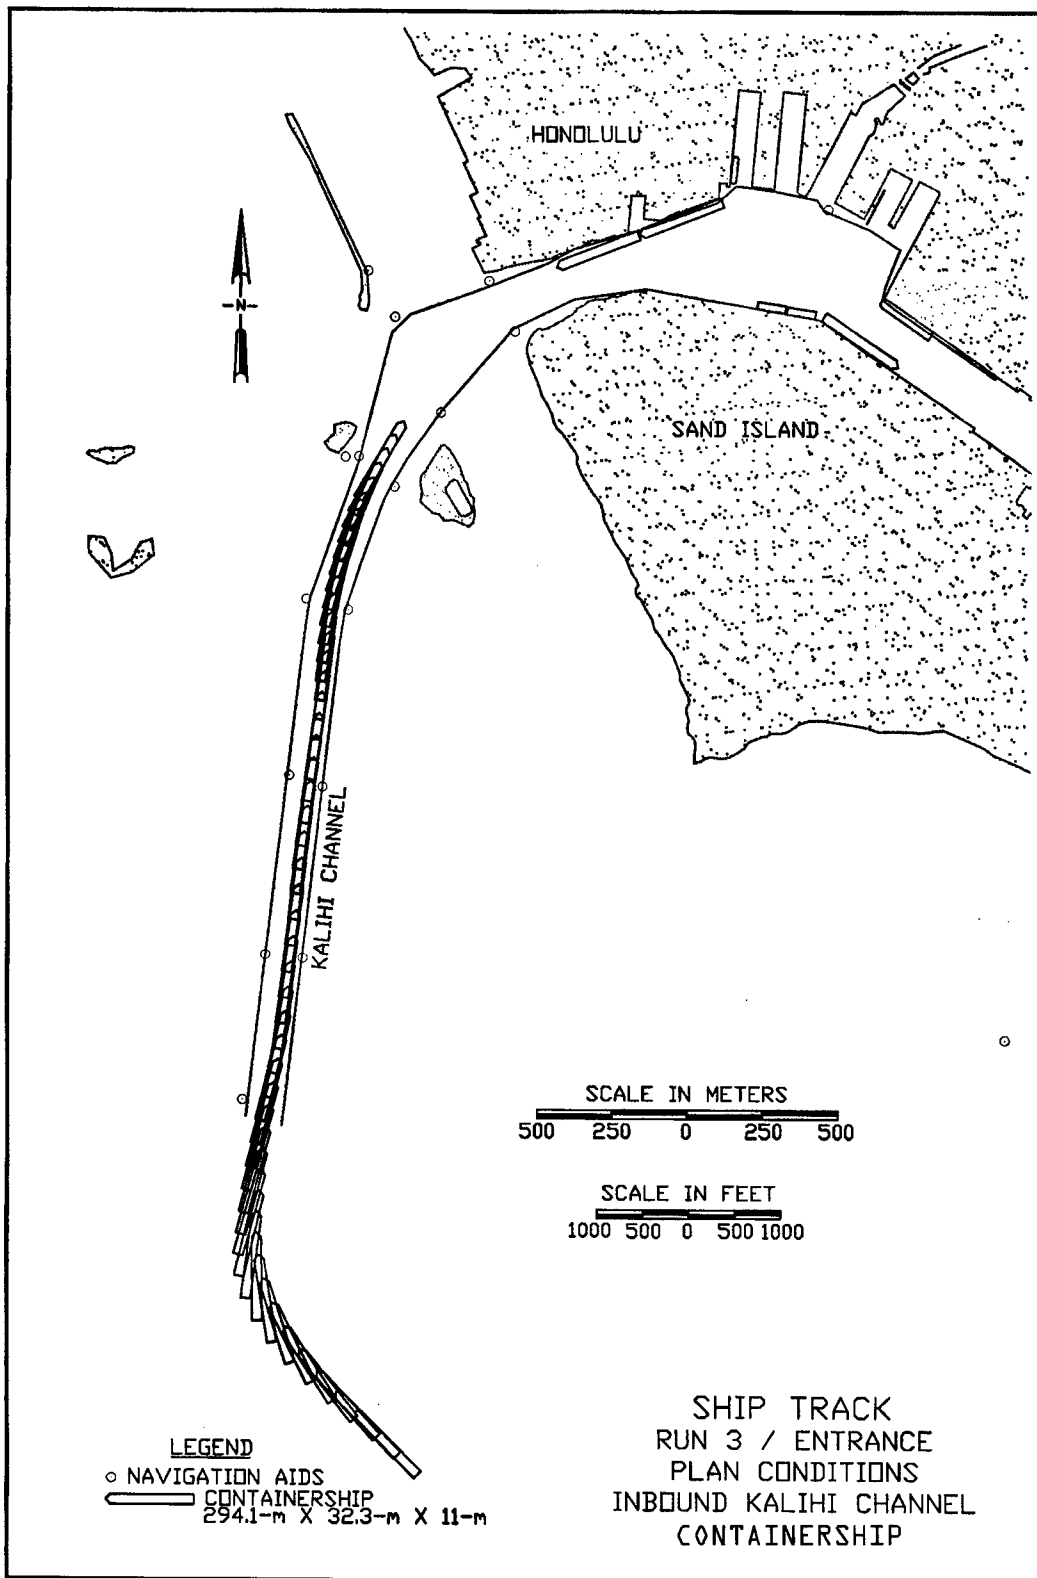 HONOLULU
-N-
SAND ISLAND
KALIHI CHANNEL
SCALE IN METERS
500 250 0 250 500
SCALE IN FEET
1000 500 0 500 1000
LEGEND
NAVIGATION AIDS
CONTAINERSHIP
294.1-m X 32.3-m X 11-m
SHIP TRACK
RUN 3 / ENTRANCE
PLAN CONDITIONS
INBOUND KALIHI CHANNEL
CONTAINERSHIP